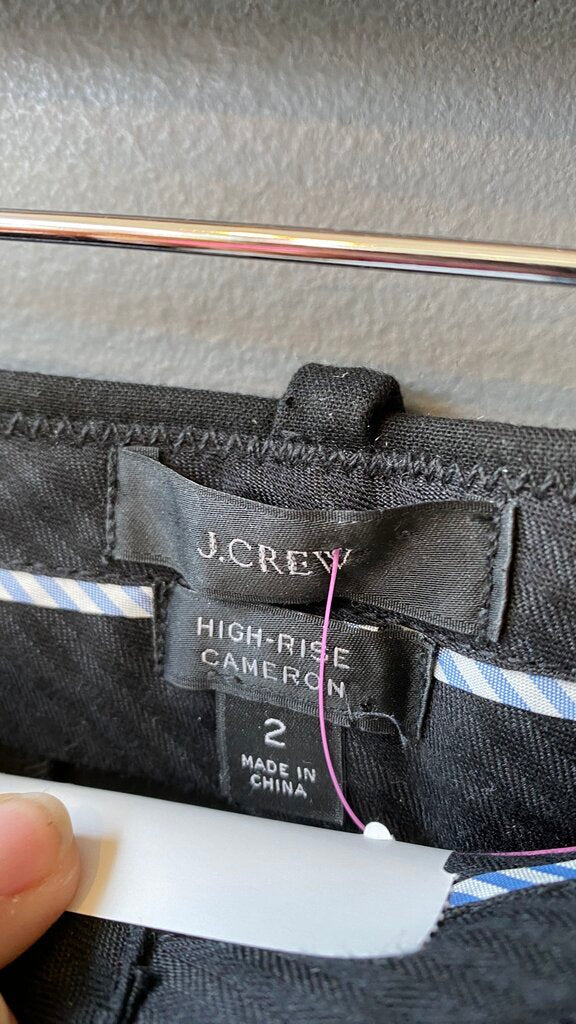 J.CREW
HIGH-RISE
CAMERON
2
MADE IN
CHINA